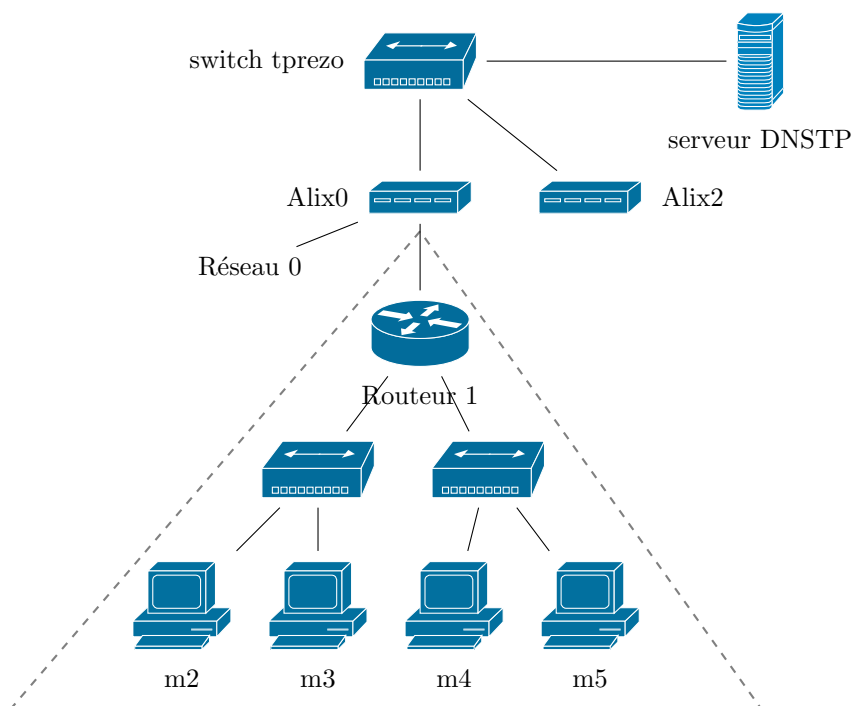 switch tprezo
serveur DNSTP
Alix0
Alix2
Réseau 0
Routeur 1
m2
m3
m4
m5